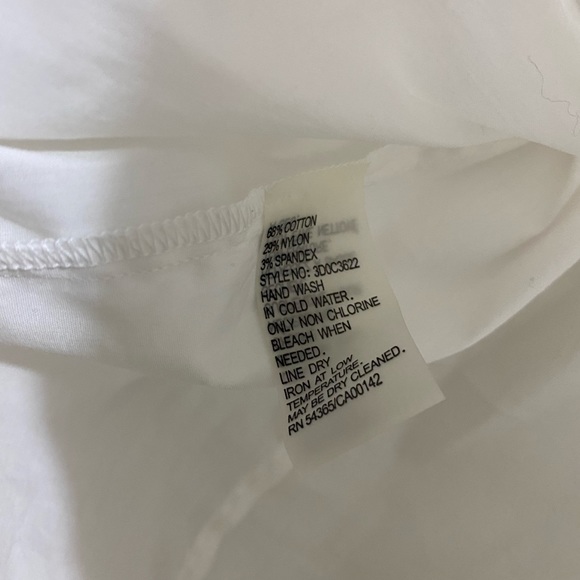 68% COTTON
29% NYLON
3% SPANDEX
STYLE NO: 3D0C3622
HAND WASH
IN COLD WATER.
ONLY NON CHLORINE
BLEACH WHEN
NEEDED.
LINE DRY
IRON AT LOW
TEMPERATURE.
MAY BE DRY CLEANED.
RN 54365/CA00142